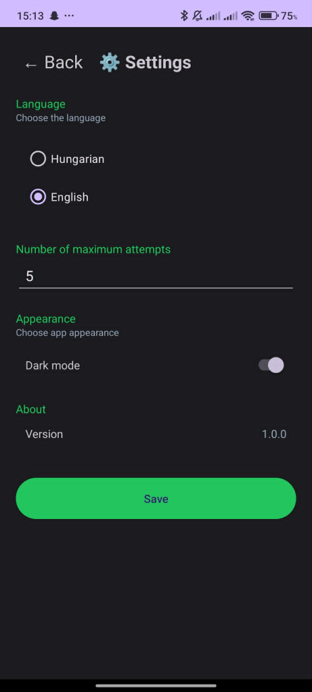 15:13
75%
← Back ⚙️ Settings
Language
Choose the language
Hungarian
English
Number of maximum attempts
5
Appearance
Choose app appearance
Dark mode
About
Version 1.0.0
Save